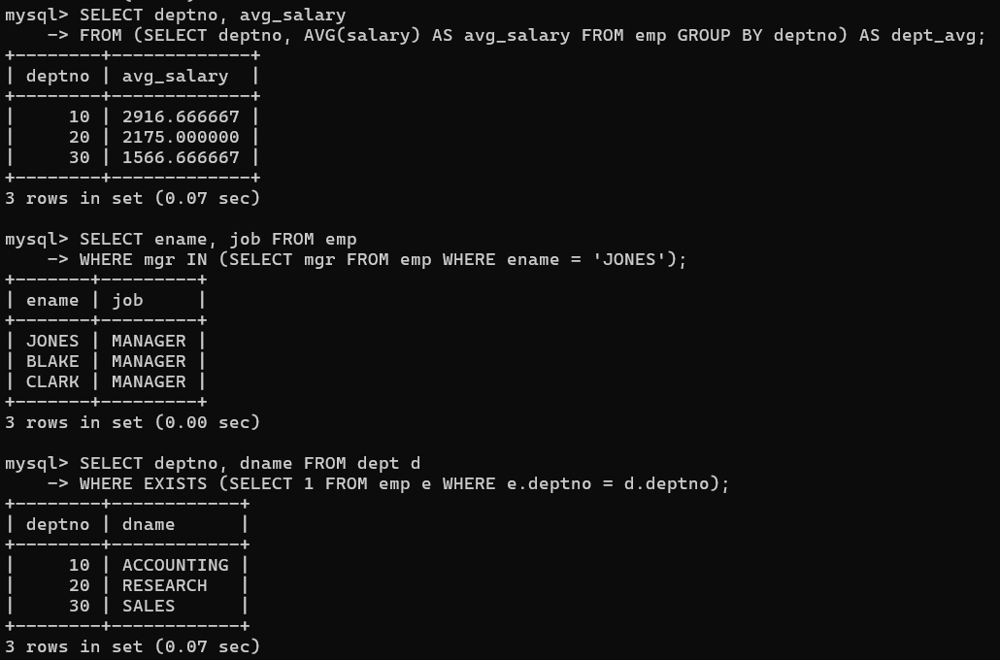 mysql> SELECT deptno, avg_salary
    -> FROM (SELECT deptno, AVG(salary) AS avg_salary FROM emp GROUP BY deptno) AS dept_avg;
+--------+-------------+
| deptno | avg_salary  |
+--------+-------------+
|     10 | 2916.666667 |
|     20 | 2175.000000 |
|     30 | 1566.666667 |
+--------+-------------+
3 rows in set (0.07 sec)

mysql> SELECT ename, job FROM emp
    -> WHERE mgr IN (SELECT mgr FROM emp WHERE ename = 'JONES');
+-------+---------+
| ename | job     |
+-------+---------+
| JONES | MANAGER |
| BLAKE | MANAGER |
| CLARK | MANAGER |
+-------+---------+
3 rows in set (0.00 sec)

mysql> SELECT deptno, dname FROM dept d
    -> WHERE EXISTS (SELECT 1 FROM emp e WHERE e.deptno = d.deptno);
+--------+------------+
| deptno | dname      |
+--------+------------+
|     10 | ACCOUNTING |
|     20 | RESEARCH   |
|     30 | SALES      |
+--------+------------+
3 rows in set (0.07 sec)